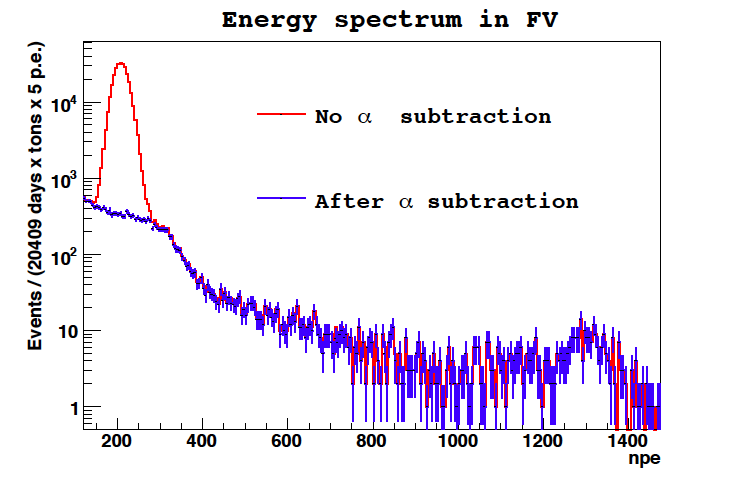 Energy spectrum in FV
Events / (20409 days x tons x 5 p.e.)
10⁴
10³
10²
10
1
No α subtraction
After α subtraction
200 400 600 800 1000 1200 1400
npe